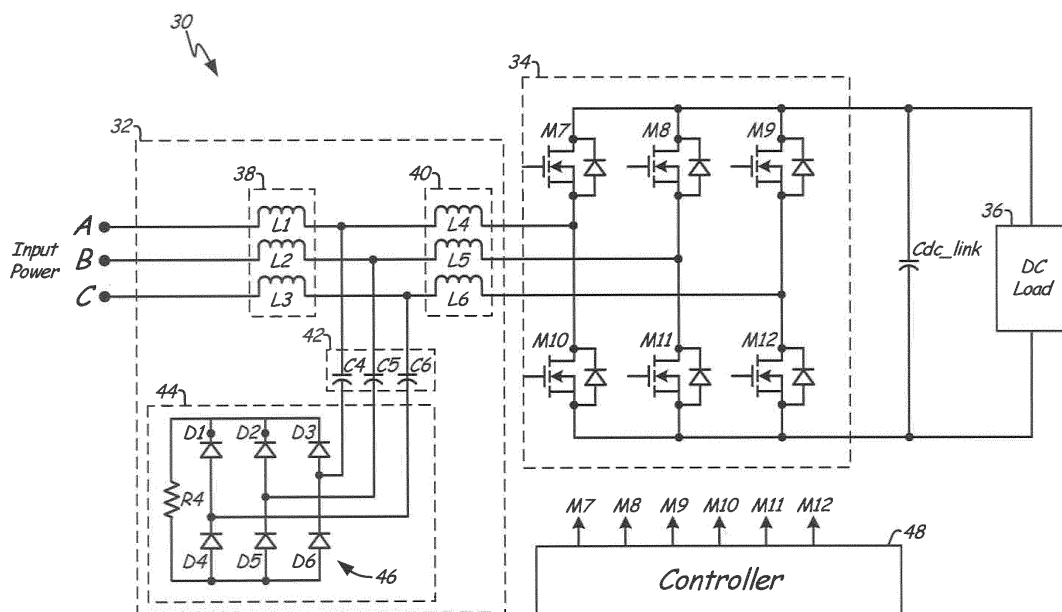 30
34
32
M7
M8
M9
38
40
A
L1
L4
36
Input
Power
B
L2
L5
Cdc_link
DC
Load
C
L3
L6
42
M10
M11
M12
C4
C5
C6
44
D1
D2
D3
R4
M7
M8
M9
M10
M11
M12
D4
D5
D6
46
48
Controller